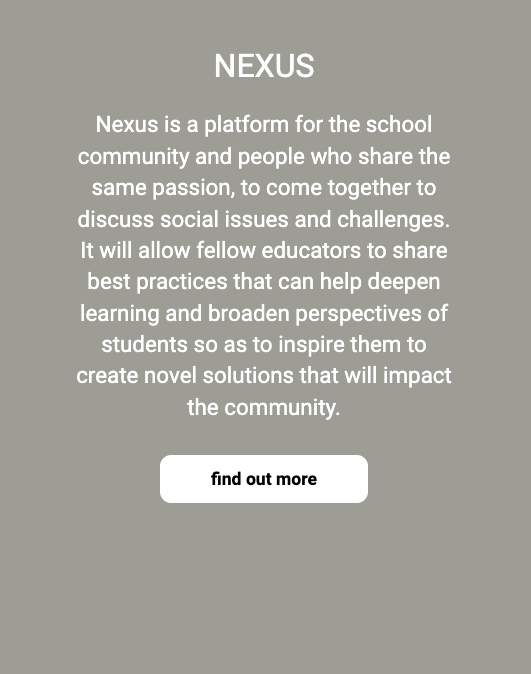 NEXUS
Nexus is a platform for the school
community and people who share the
same passion, to come together to
discuss social issues and challenges.
It will allow fellow educators to share
best practices that can help deepen
learning and broaden perspectives of
students so as to inspire them to
create novel solutions that will impact
the community.
find out more